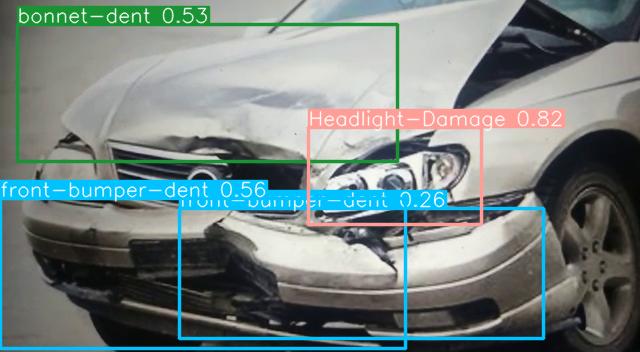 bonnet-dent 0.53
Headlight-Damage 0.82
front-bumper-dent 0.56
front-bumper-dent 0.26